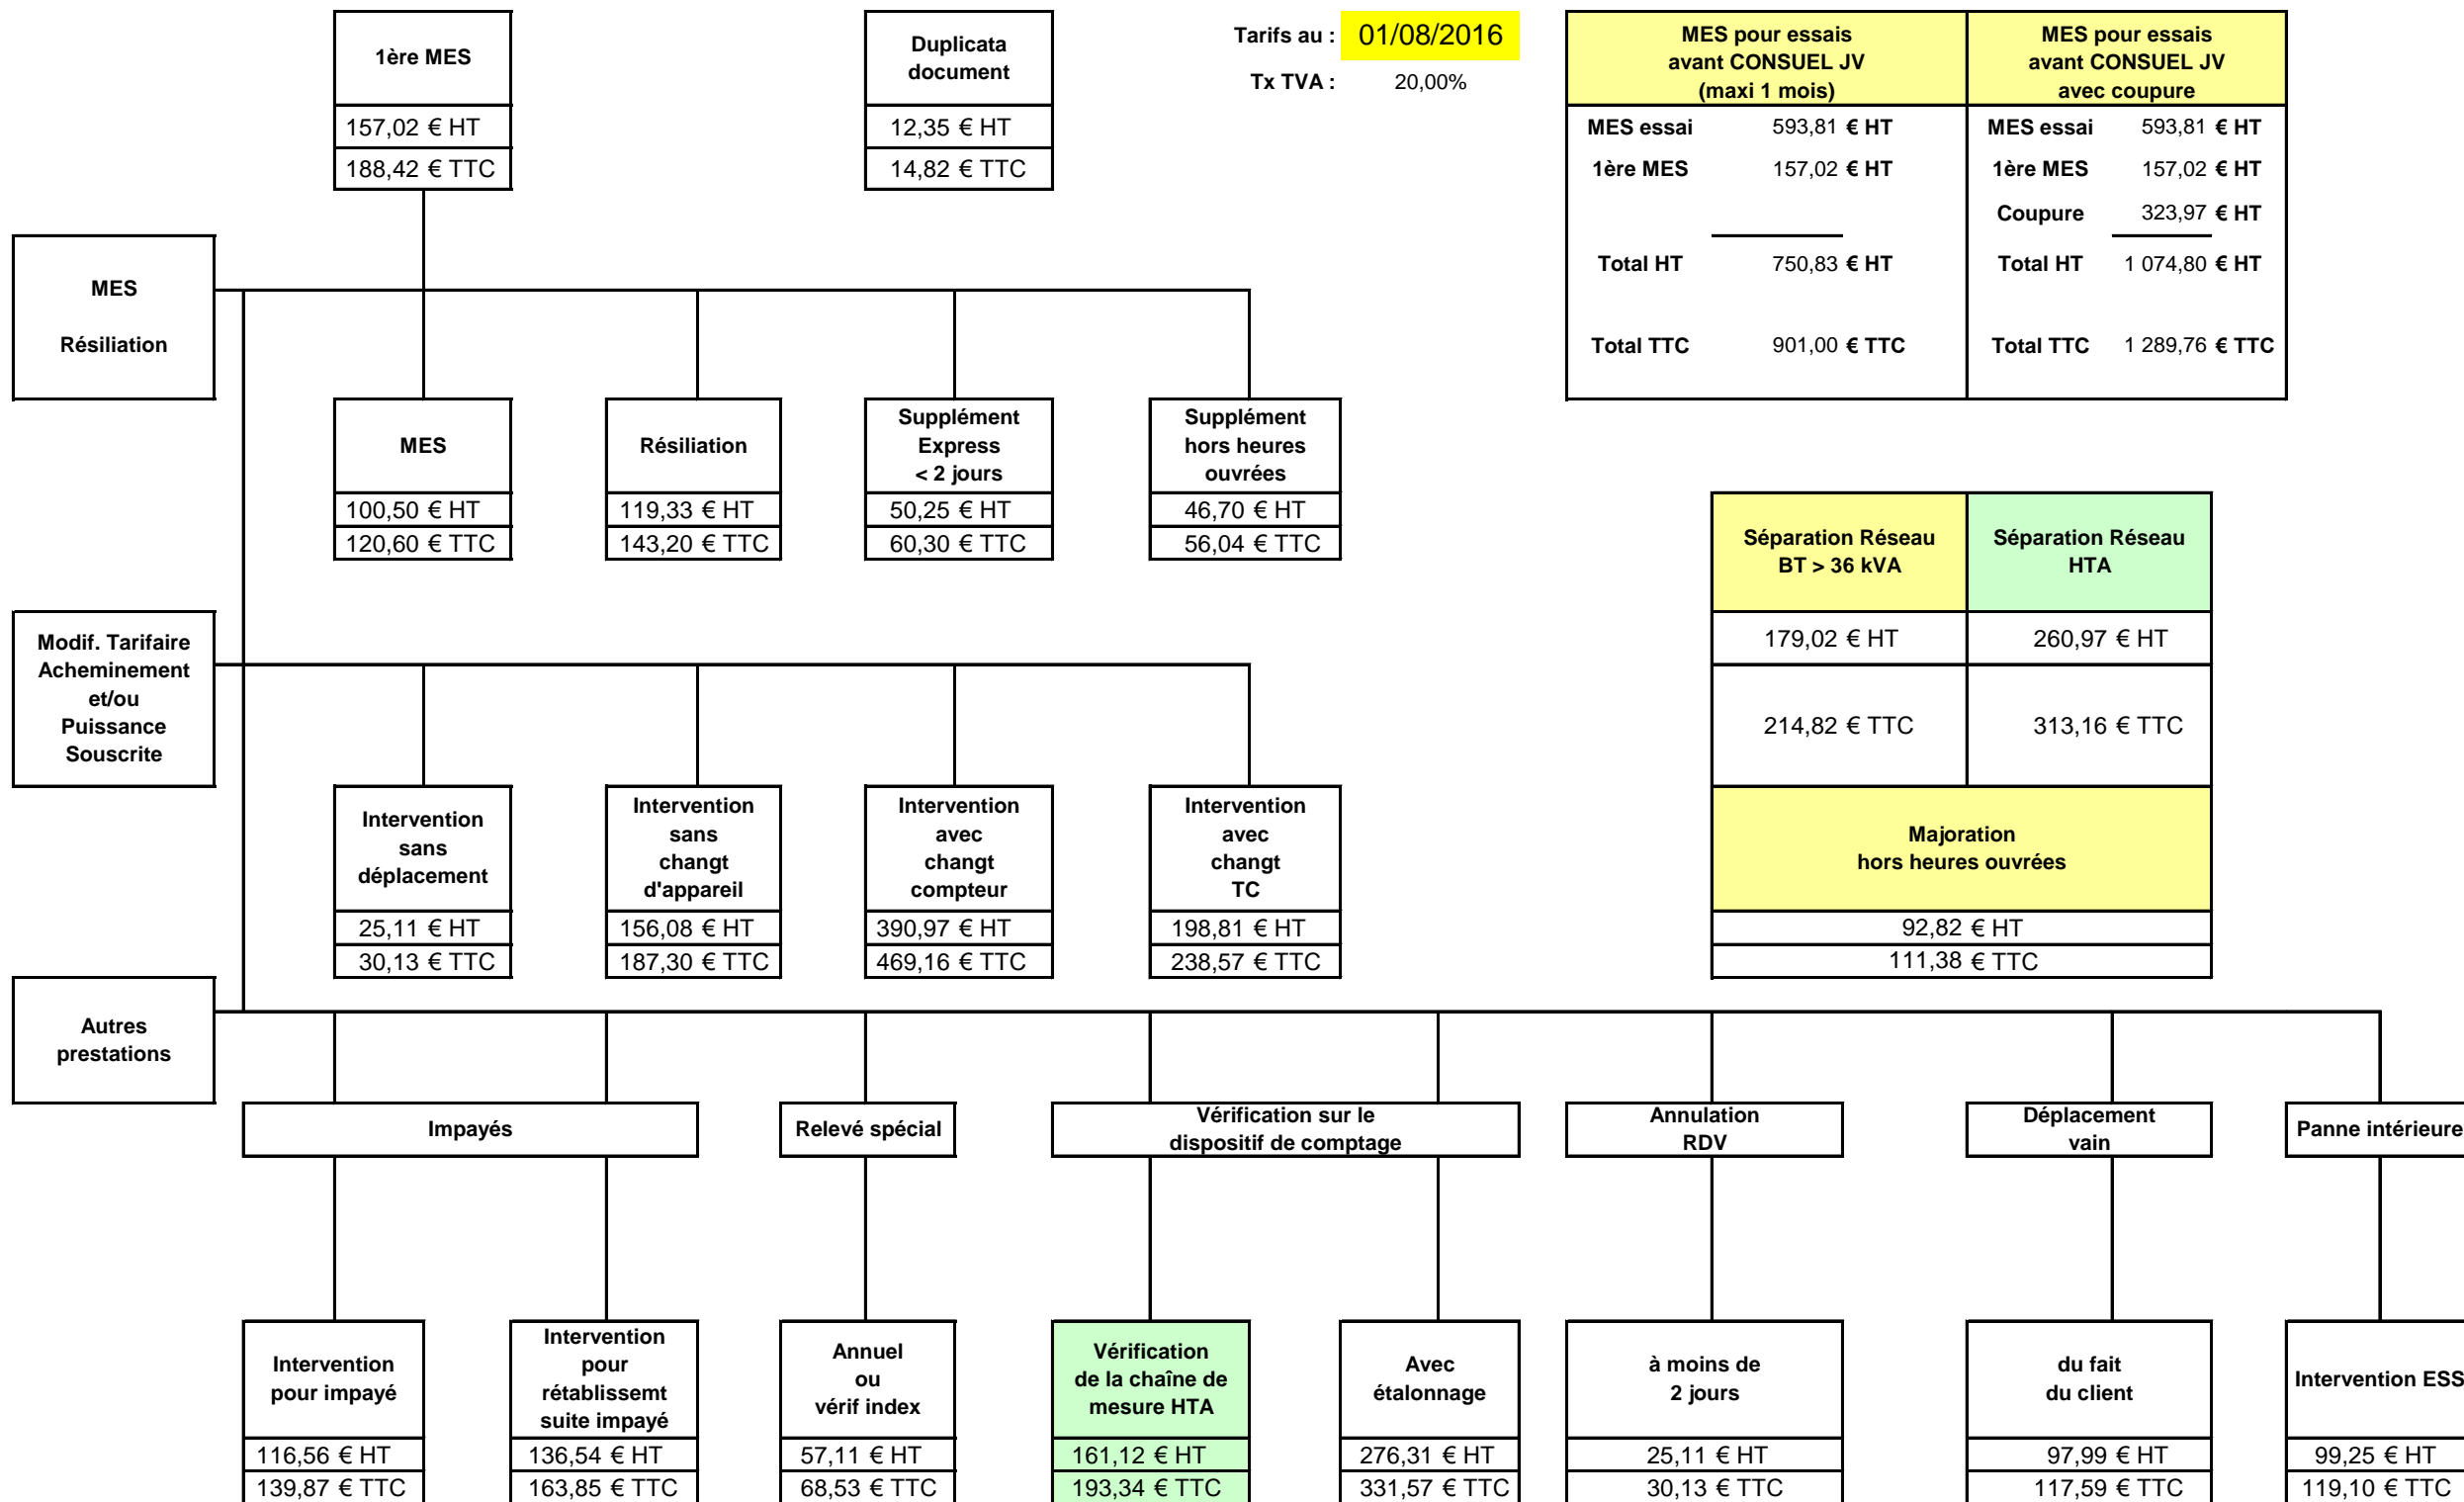 1ère MES
157,02 € HT
188,42 € TTC
Duplicata
document
12,35 € HT
14,82 € TTC
Tarifs au : 01/08/2016
Tx TVA : 20,00%
MES pour essais
avant CONSUEL JV
(maxi 1 mois)
MES essai 593,81 € HT
1ère MES 157,02 € HT
Total HT 750,83 € HT
Total TTC 901,00 € TTC
MES pour essais
avant CONSUEL JV
avec coupure
MES essai 593,81 € HT
1ère MES 157,02 € HT
Coupure 323,97 € HT
Total HT 1 074,80 € HT
Total TTC 1 289,76 € TTC
MES
Résiliation
MES
100,50 € HT
120,60 € TTC
Résiliation
119,33 € HT
143,20 € TTC
Supplément
Express
< 2 jours
50,25 € HT
60,30 € TTC
Supplément
hors heures
ouvrées
46,70 € HT
56,04 € TTC
Séparation Réseau
BT > 36 kVA
179,02 € HT
214,82 € TTC
Séparation Réseau
HTA
260,97 € HT
313,16 € TTC
Majoration
hors heures ouvrées
92,82 € HT
111,38 € TTC
Modif. Tarifaire
Acheminement
et/ou
Puissance
Souscrite
Intervention
sans
déplacement
25,11 € HT
30,13 € TTC
Intervention
sans
changt
d'appareil
156,08 € HT
187,30 € TTC
Intervention
avec
changt
compteur
390,97 € HT
469,16 € TTC
Intervention
avec
changt
TC
198,81 € HT
238,57 € TTC
Autres
prestations
Impayés
Relevé spécial
Vérification sur le
dispositif de comptage
Annulation
RDV
Déplacement
vain
Panne intérieure
Intervention
pour impayé
116,56 € HT
139,87 € TTC
Intervention
pour
rétablissemt
suite impayé
136,54 € HT
163,85 € TTC
Annuel
ou
vérif index
57,11 € HT
68,53 € TTC
Vérification
de la chaîne de
mesure HTA
161,12 € HT
193,34 € TTC
Avec
étalonnage
276,31 € HT
331,57 € TTC
à moins de
2 jours
25,11 € HT
30,13 € TTC
du fait
du client
97,99 € HT
117,59 € TTC
Intervention ESS
99,25 € HT
119,10 € TTC